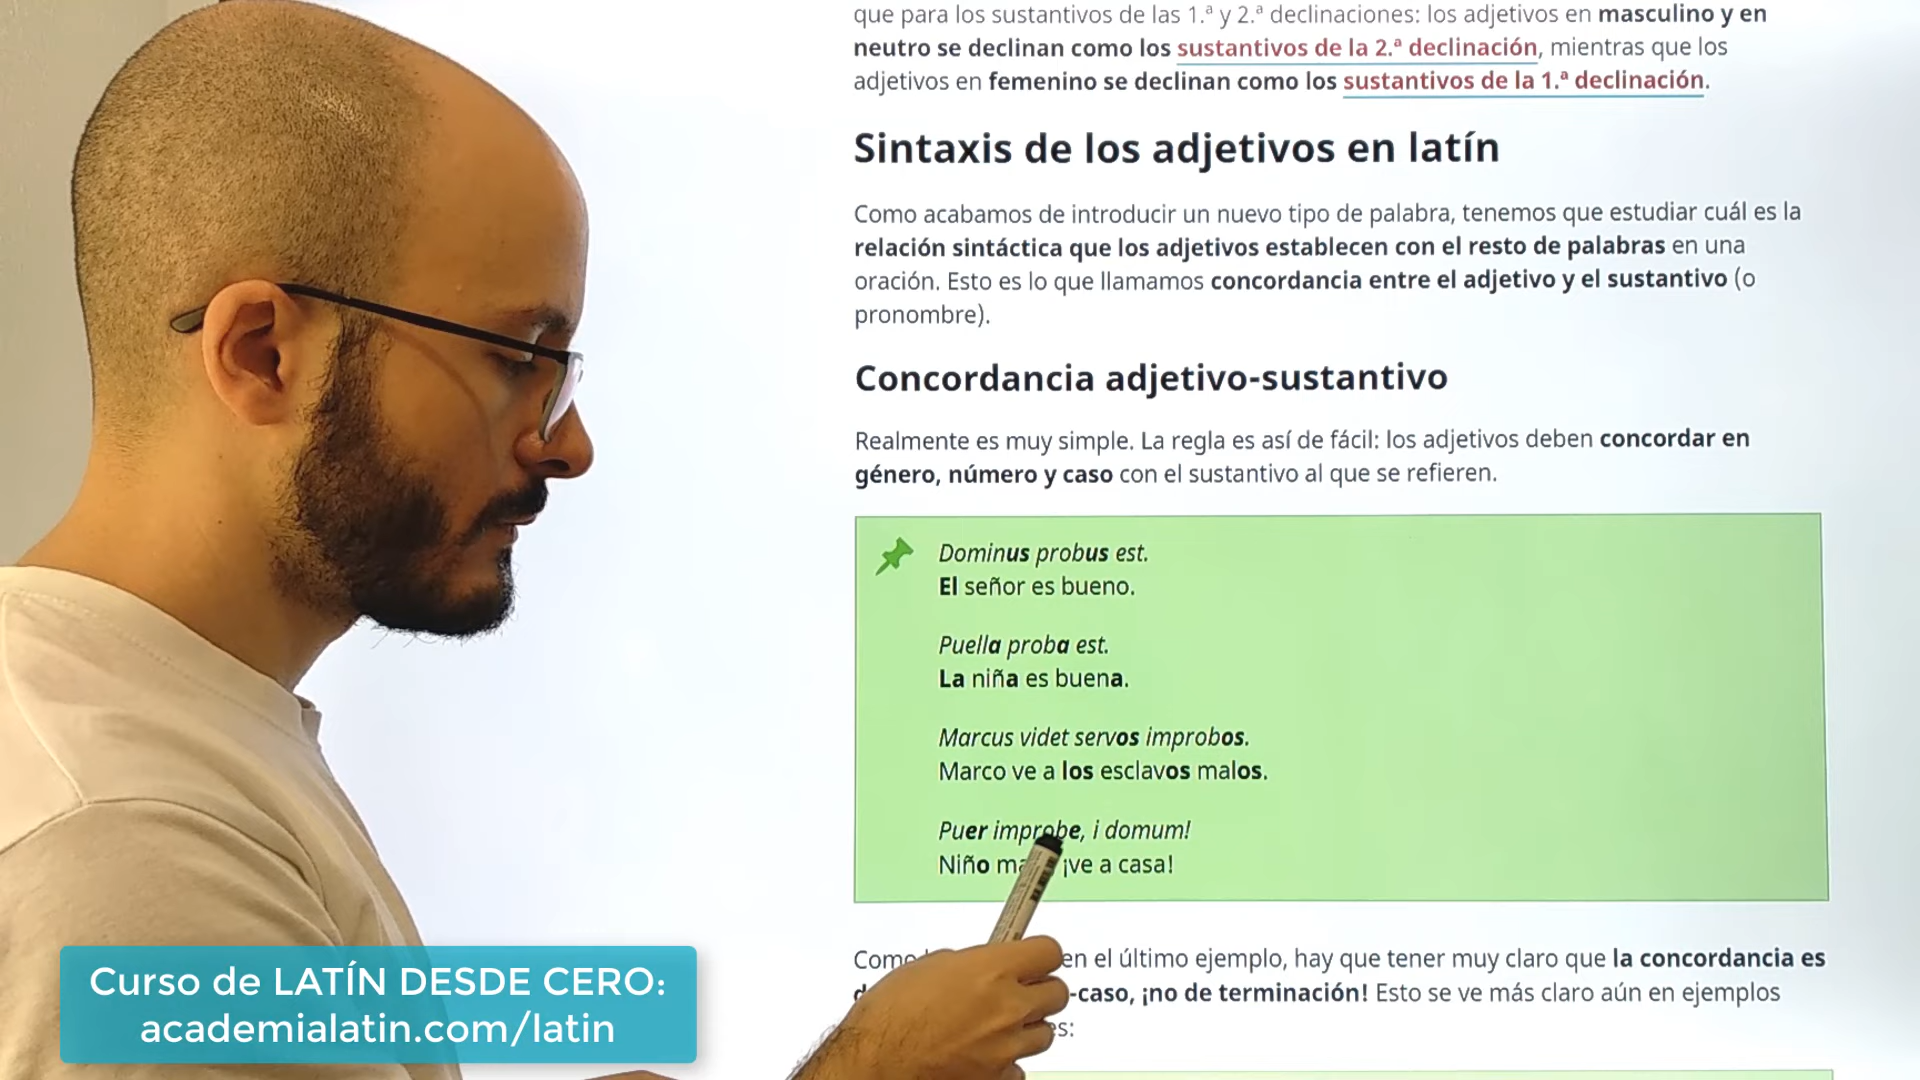 que para los sustantivos de las 1.ª y 2.ª declinaciones: los adjetivos en masculino y en
neutro se declinan como los sustantivos de la 2.ª declinación, mientras que los
adjetivos en femenino se declinan como los sustantivos de la 1.ª declinación.
Sintaxis de los adjetivos en latín
Como acabamos de introducir un nuevo tipo de palabra, tenemos que estudiar cuál es la
relación sintáctica que los adjetivos establecen con el resto de palabras en una
oración. Esto es lo que llamamos concordancia entre el adjetivo y el sustantivo (o
pronombre).
Concordancia adjetivo-sustantivo
Realmente es muy simple. La regla es así de fácil: los adjetivos deben concordar en
género, número y caso con el sustantivo al que se refieren.
Dominus probus est.
El señor es bueno.
Puella proba est.
La niña es buena.
Marcus videt servos improbos.
Marco ve a los esclavos malos.
Puer improbe, i domum!
Niño ¡ve a casa!
en el último ejemplo, hay que tener muy claro que la concordancia es
-caso, ¡no de terminación! Esto se ve más claro aún en ejemplos
Curso de LATÍN DESDE CERO:
academialatin.com/latin